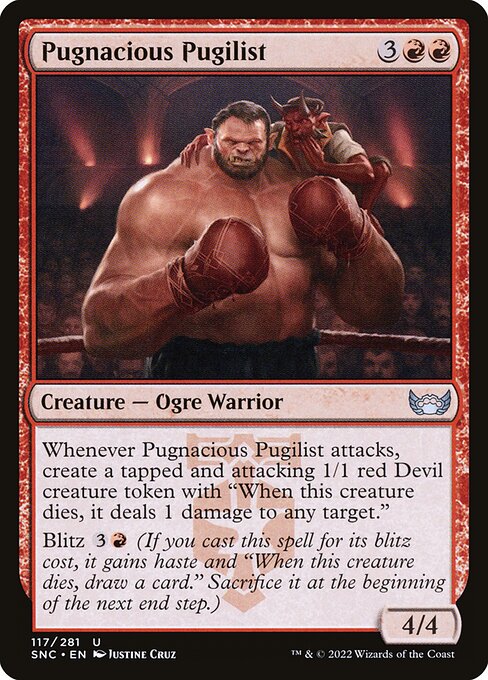 Pugnacious Pugilist 3
Creature — Ogre Warrior
Whenever Pugnacious Pugilist attacks,
create a tapped and attacking 1/1 red Devil
creature token with “When this creature
dies, it deals 1 damage to any target.”
Blitz 3 (If you cast this spell for its blitz
cost, it gains haste and “When this creature
dies, draw a card.” Sacrifice it at the beginning
of the next end step.)
4/4
117/281 U
SNC • EN Justine Cruz
™ & © 2022 Wizards of the Coast